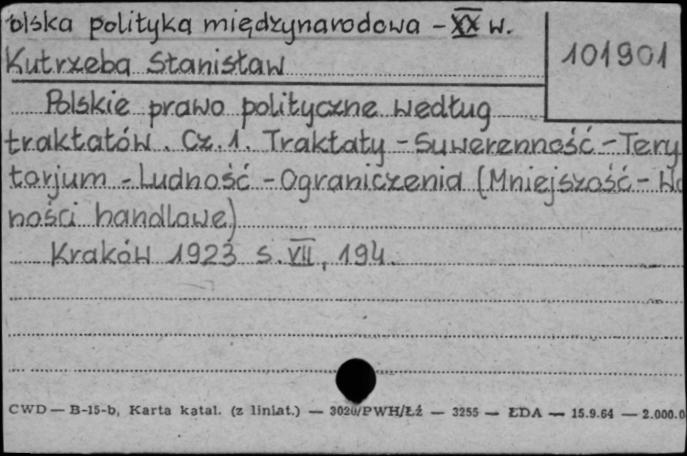 olska polityka międzynarodowa - XX w.
101901
Kutrzeba Stanisław
Polskie prawo polityczne według
traktatów. Cz. 1. Traktaty - Suwerenność - Tery
torjum - Ludność - Ograniczenia (Mniejszość - Wo
ności handlowe)
Kraków 1923 s. VII, 194.
CWD — B-15-b, Karta katal. (z liniat.) — 3020/PWH/Łź — 3255 — ŁDA — 15.9.64 — 2.000.0